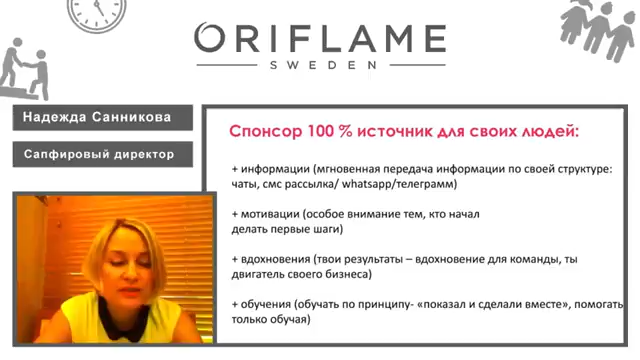 ORIFLAME
SWEDEN
Надежда Санникова
Сапфировый директор
Спонсор 100 % источник для своих людей:
+ информации (мгновенная передача информации по своей структуре:
чаты, смс рассылка/ whatsapp/телеграмм)
+ мотивации (особое внимание тем, кто начал
делать первые шаги)
+ вдохновения (твои результаты – вдохновение для команды, ты
двигатель своего бизнеса)
+ обучения (обучать по принципу- «показал и сделали вместе», помогать
только обучая)